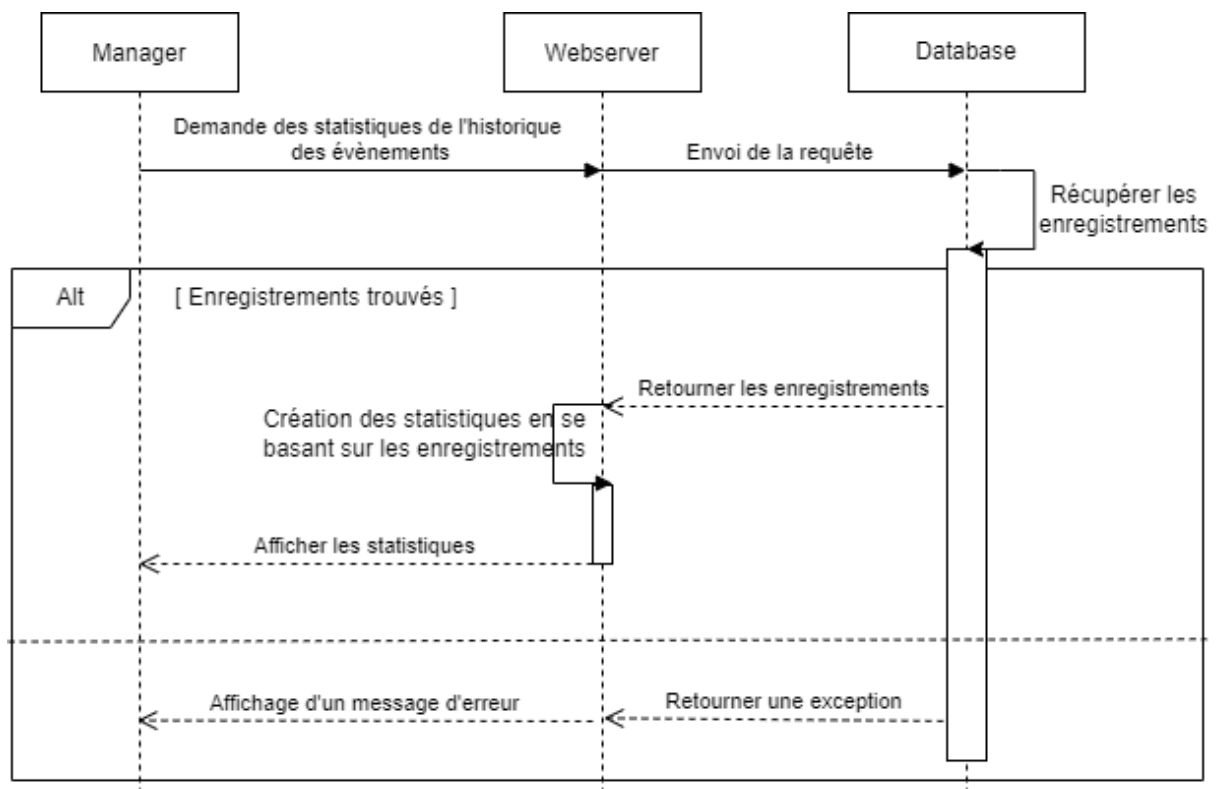 Manager
Webserver
Database
Demande des statistiques de l'historique
des évènements
Envoi de la requête
Récupérer les
enregistrements
Alt
[ Enregistrements trouvés ]
Retourner les enregistrements
Création des statistiques en se
basant sur les enregistrements
Afficher les statistiques
Affichage d'un message d'erreur
Retourner une exception